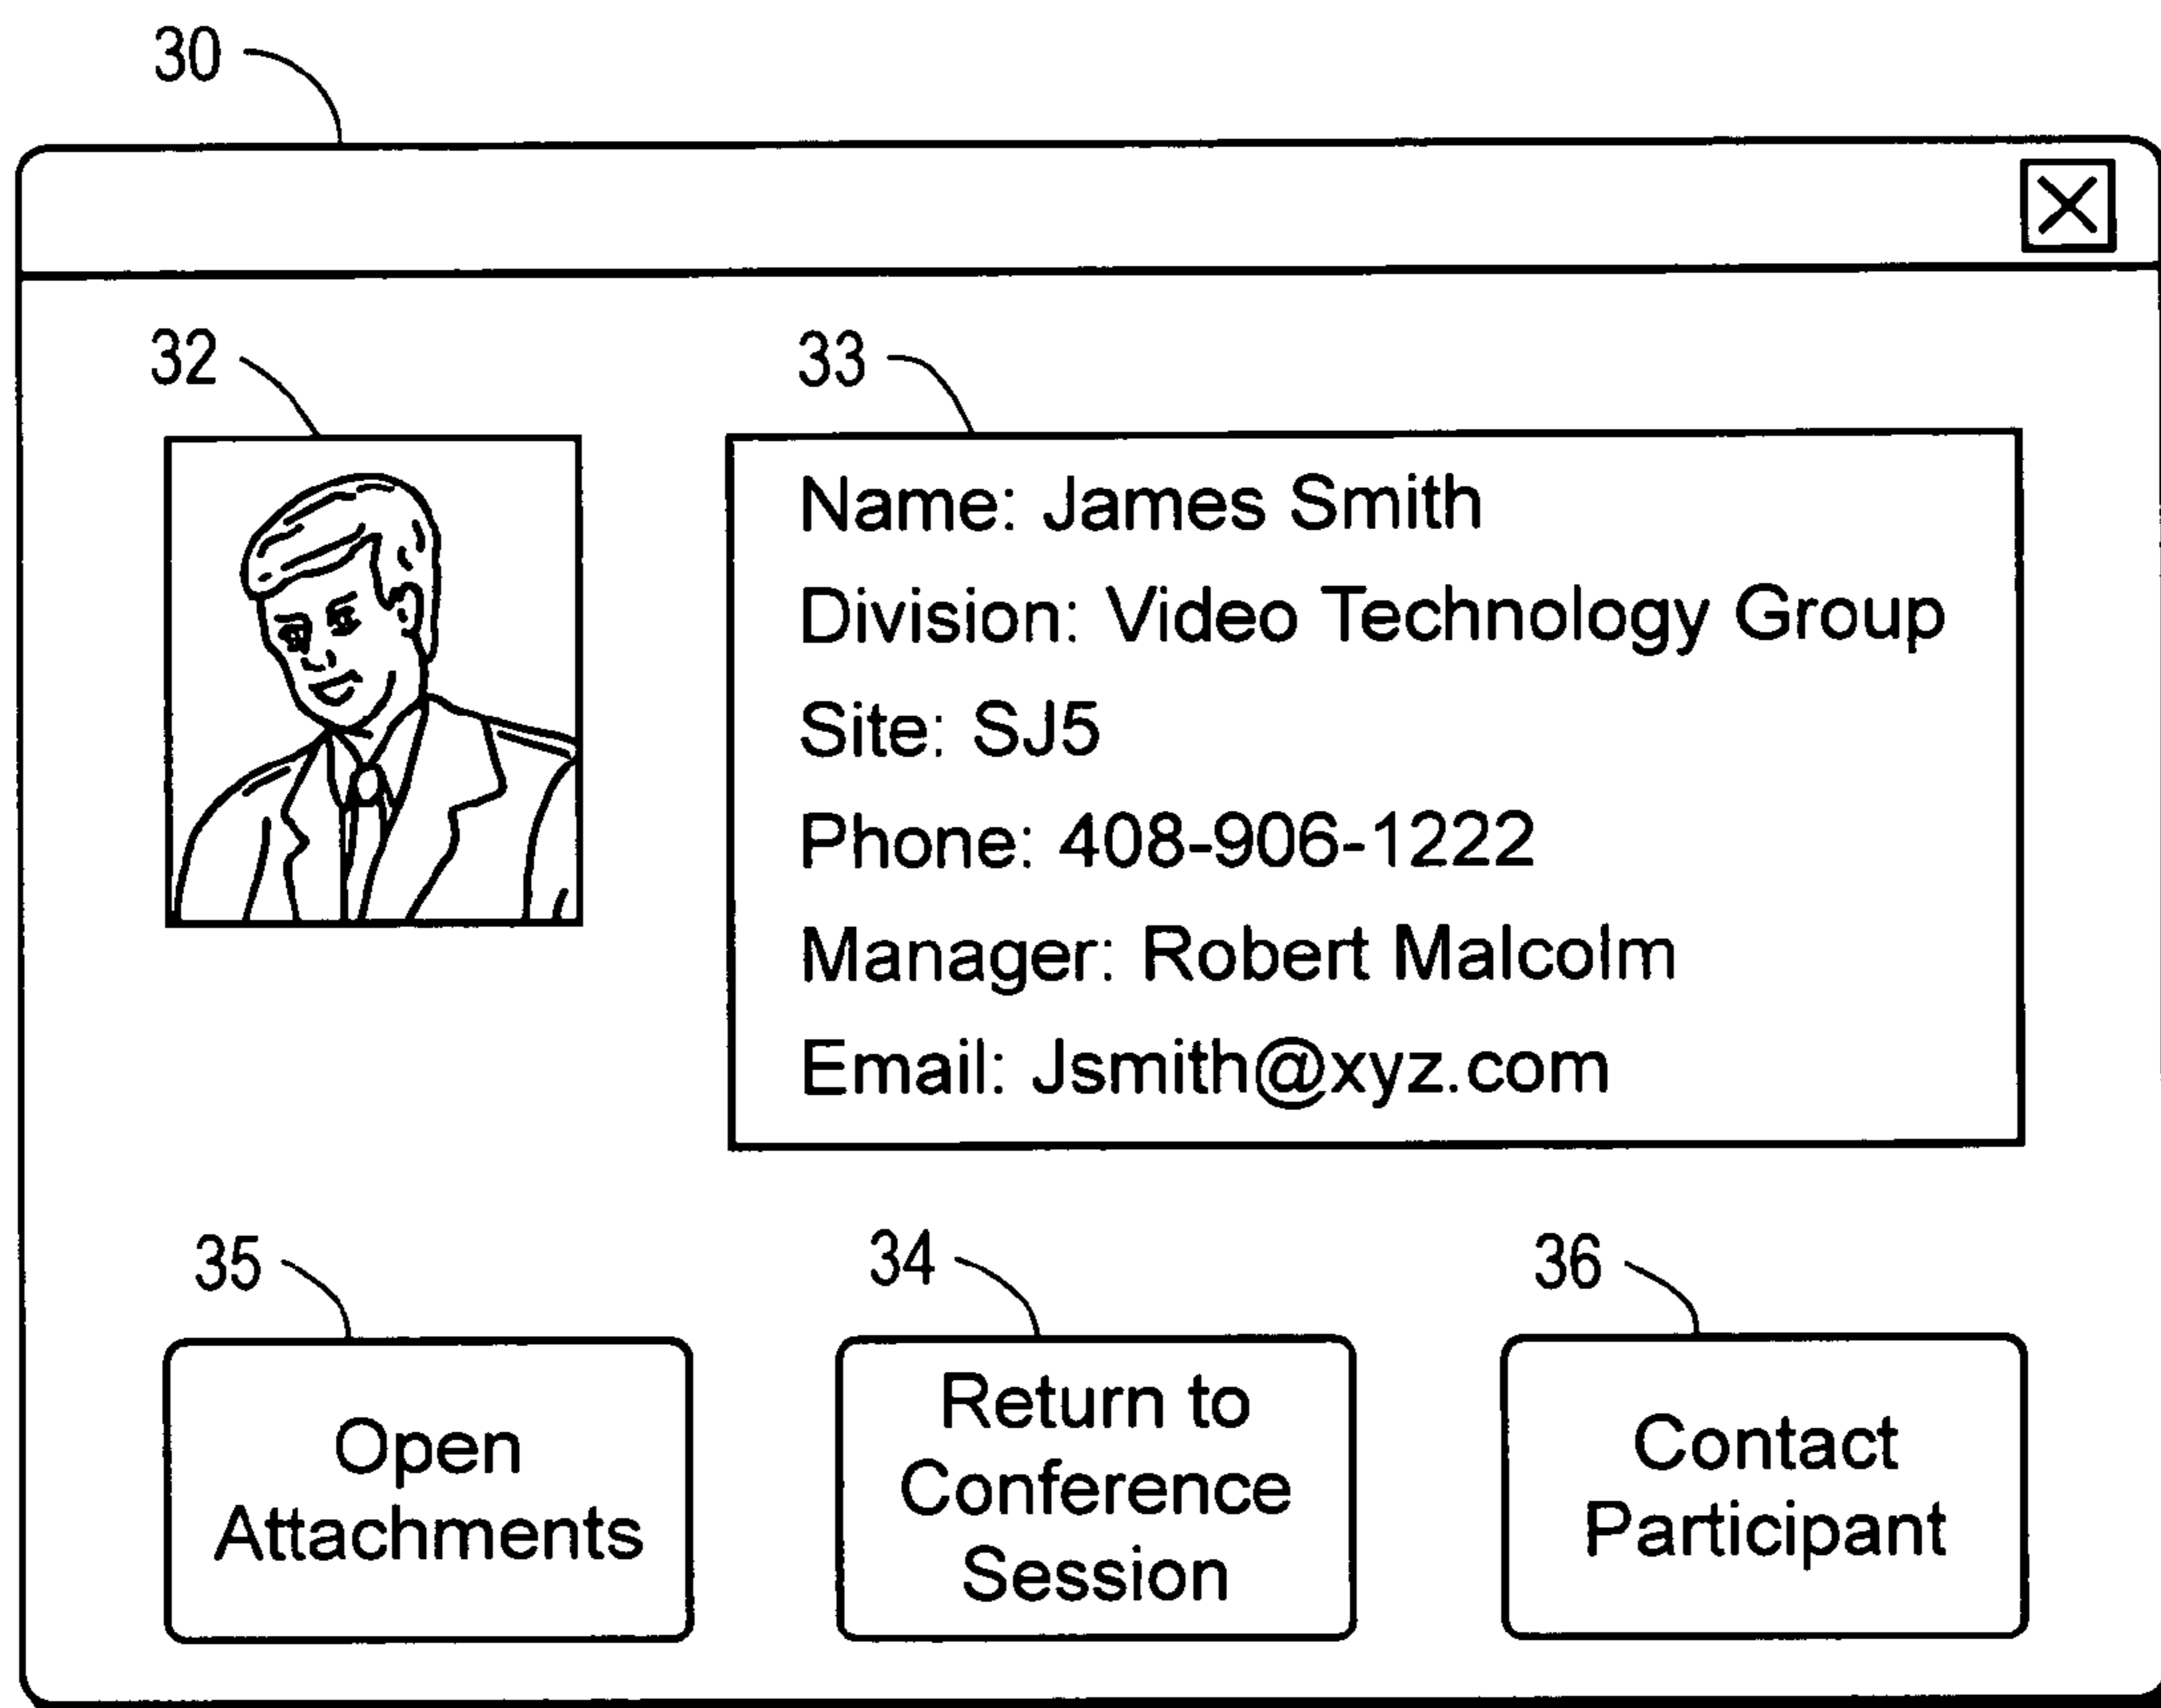 30
32
33
Name: James Smith
Division: Video Technology Group
Site: SJ5
Phone: 408-906-1222
Manager: Robert Malcolm
Email: Jsmith@xyz.com
35
34
36
Open
Attachments
Return to
Conference
Session
Contact
Participant